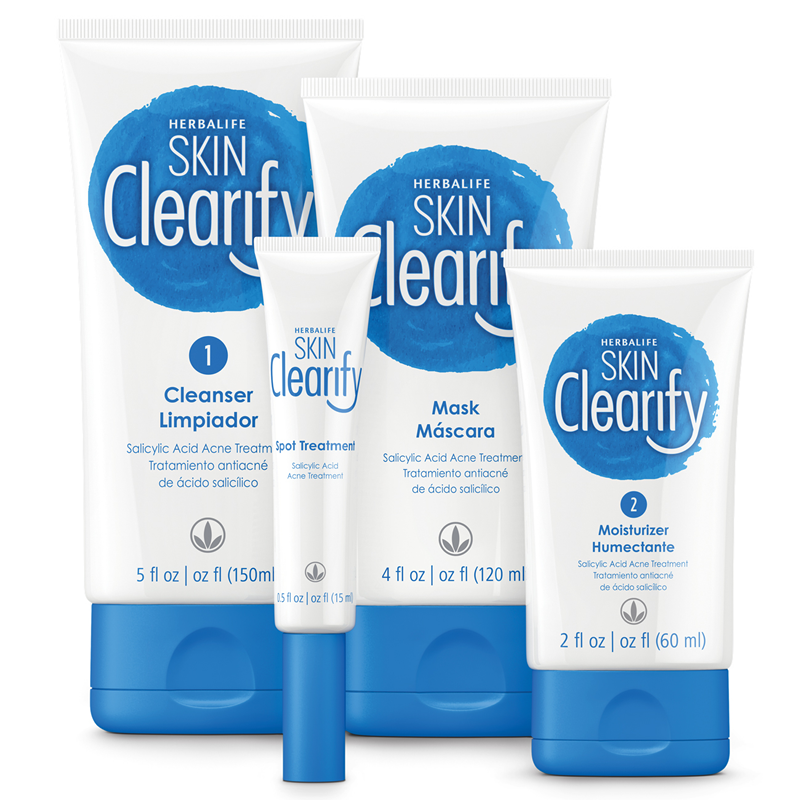 HERBALIFE
SKIN
Clearify
1
Cleanser
Limpiador
Salicylic Acid Acne Treatm
Tratamiento antiacné
de ácido salicílico
5 fl oz | oz fl (150ml
HERBALIFE
SKIN
Clearify
Spot Treatment
Salicylic Acid
Acne Treatment
0.5 fl oz | oz fl (15 ml)
HERBALIFE
SKIN
Clearify
Mask
Máscara
Salicylic Acid Acne Treatmen
Tratamiento antiacné
de ácido salicílico
4 fl oz | oz fl (120 ml
HERBALIFE
SKIN
Clearify
2
Moisturizer
Humectante
Salicylic Acid Acne Treatment
Tratamiento antiacné
de ácido salicílico
2 fl oz | oz fl (60 ml)